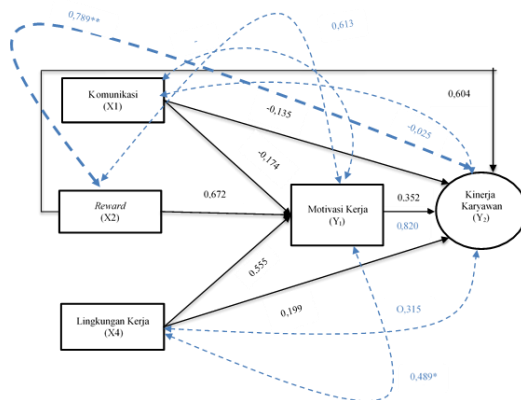 0,789**
0,613
Komunikasi
(X1)
0,604
-0,135
-0,025
-0,174
Reward
(X2)
0,672
Motivasi Kerja
(Y1)
0,352
0,820
Kinerja
Karyawan
(Y2)
0,555
0,199
Lingkungan Kerja
(X4)
O,315
0,489*